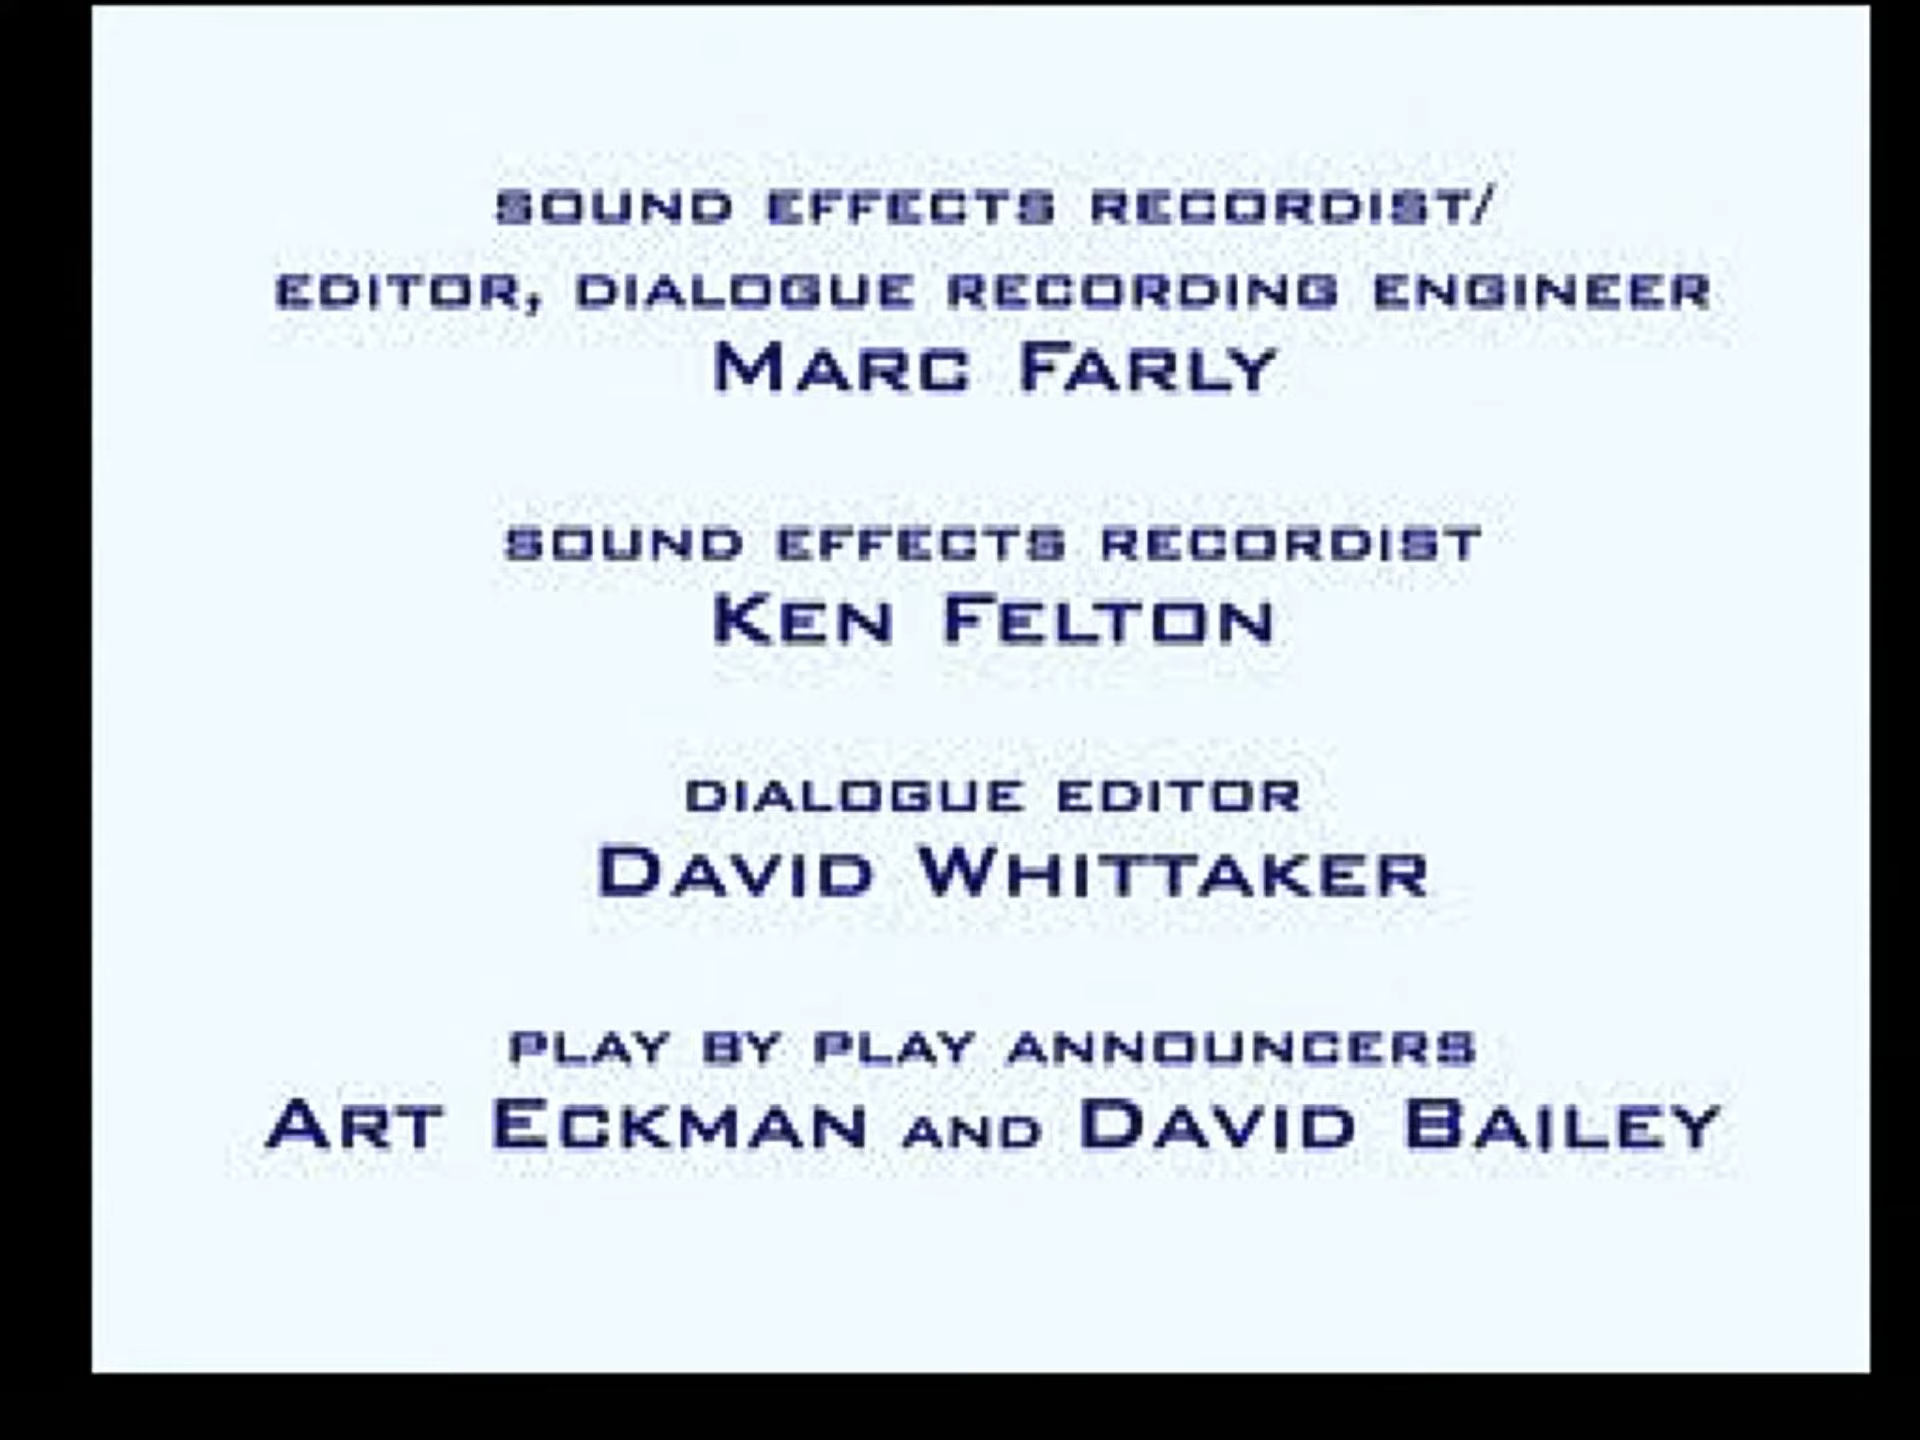 SOUND EFFECTS RECORDIST/
EDITOR, DIALOGUE RECORDING ENGINEER
MARC FARLY
SOUND EFFECTS RECORDIST
KEN FELTON
DIALOGUE EDITOR
DAVID WHITTAKER
PLAY BY PLAY ANNOUNCERS
ART ECKMAN AND DAVID BAILEY